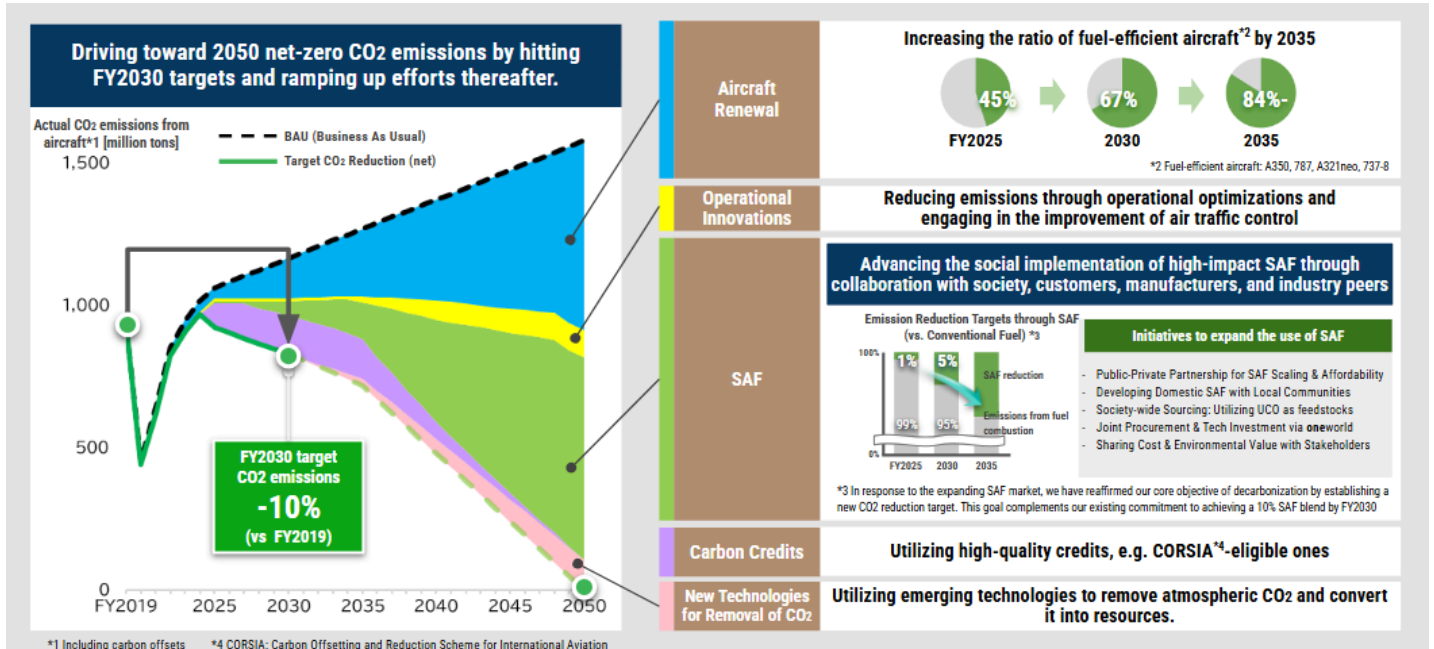 Driving toward 2050 net-zero CO2 emissions by hitting
FY2030 targets and ramping up efforts thereafter.
Actual CO2 emissions from
aircraft*1 [million tons]
BAU (Business As Usual)
Target CO2 Reduction (net)
1,500
1,000
500
0
FY2030 target
CO2 emissions
-10%
(vs FY2019)
FY2019
2025
2030
2035
2040
2045
2050
*1 Including carbon offsets
*4 CORSIA: Carbon Offsetting and Reduction Scheme for International Aviation
Aircraft
Renewal
Increasing the ratio of fuel-efficient aircraft*2 by 2035
45%
67%
84%-
FY2025
2030
2035
*2 Fuel-efficient aircraft: A350, 787, A321neo, 737-8
Operational
Innovations
Reducing emissions through operational optimizations and
engaging in the improvement of air traffic control
SAF
Advancing the social implementation of high-impact SAF through
collaboration with society, customers, manufacturers, and industry peers
Emission Reduction Targets through SAF
(vs. Conventional Fuel) *3
100%
1%
5%
SAF reduction
99%
95%
Emissions from fuel
combustion
0%
FY2025
2030
2035
Initiatives to expand the use of SAF
- Public-Private Partnership for SAF Scaling & Affordability
- Developing Domestic SAF with Local Communities
- Society-wide Sourcing: Utilizing UCO as feedstocks
- Joint Procurement & Tech Investment via oneworld
- Sharing Cost & Environmental Value with Stakeholders
*3 In response to the expanding SAF market, we have reaffirmed our core objective of decarbonization by establishing a
new CO2 reduction target. This goal complements our existing commitment to achieving a 10% SAF blend by FY2030
Carbon Credits
Utilizing high-quality credits, e.g. CORSIA*4-eligible ones
New Technologies
for Removal of CO2
Utilizing emerging technologies to remove atmospheric CO2 and convert
it into resources.